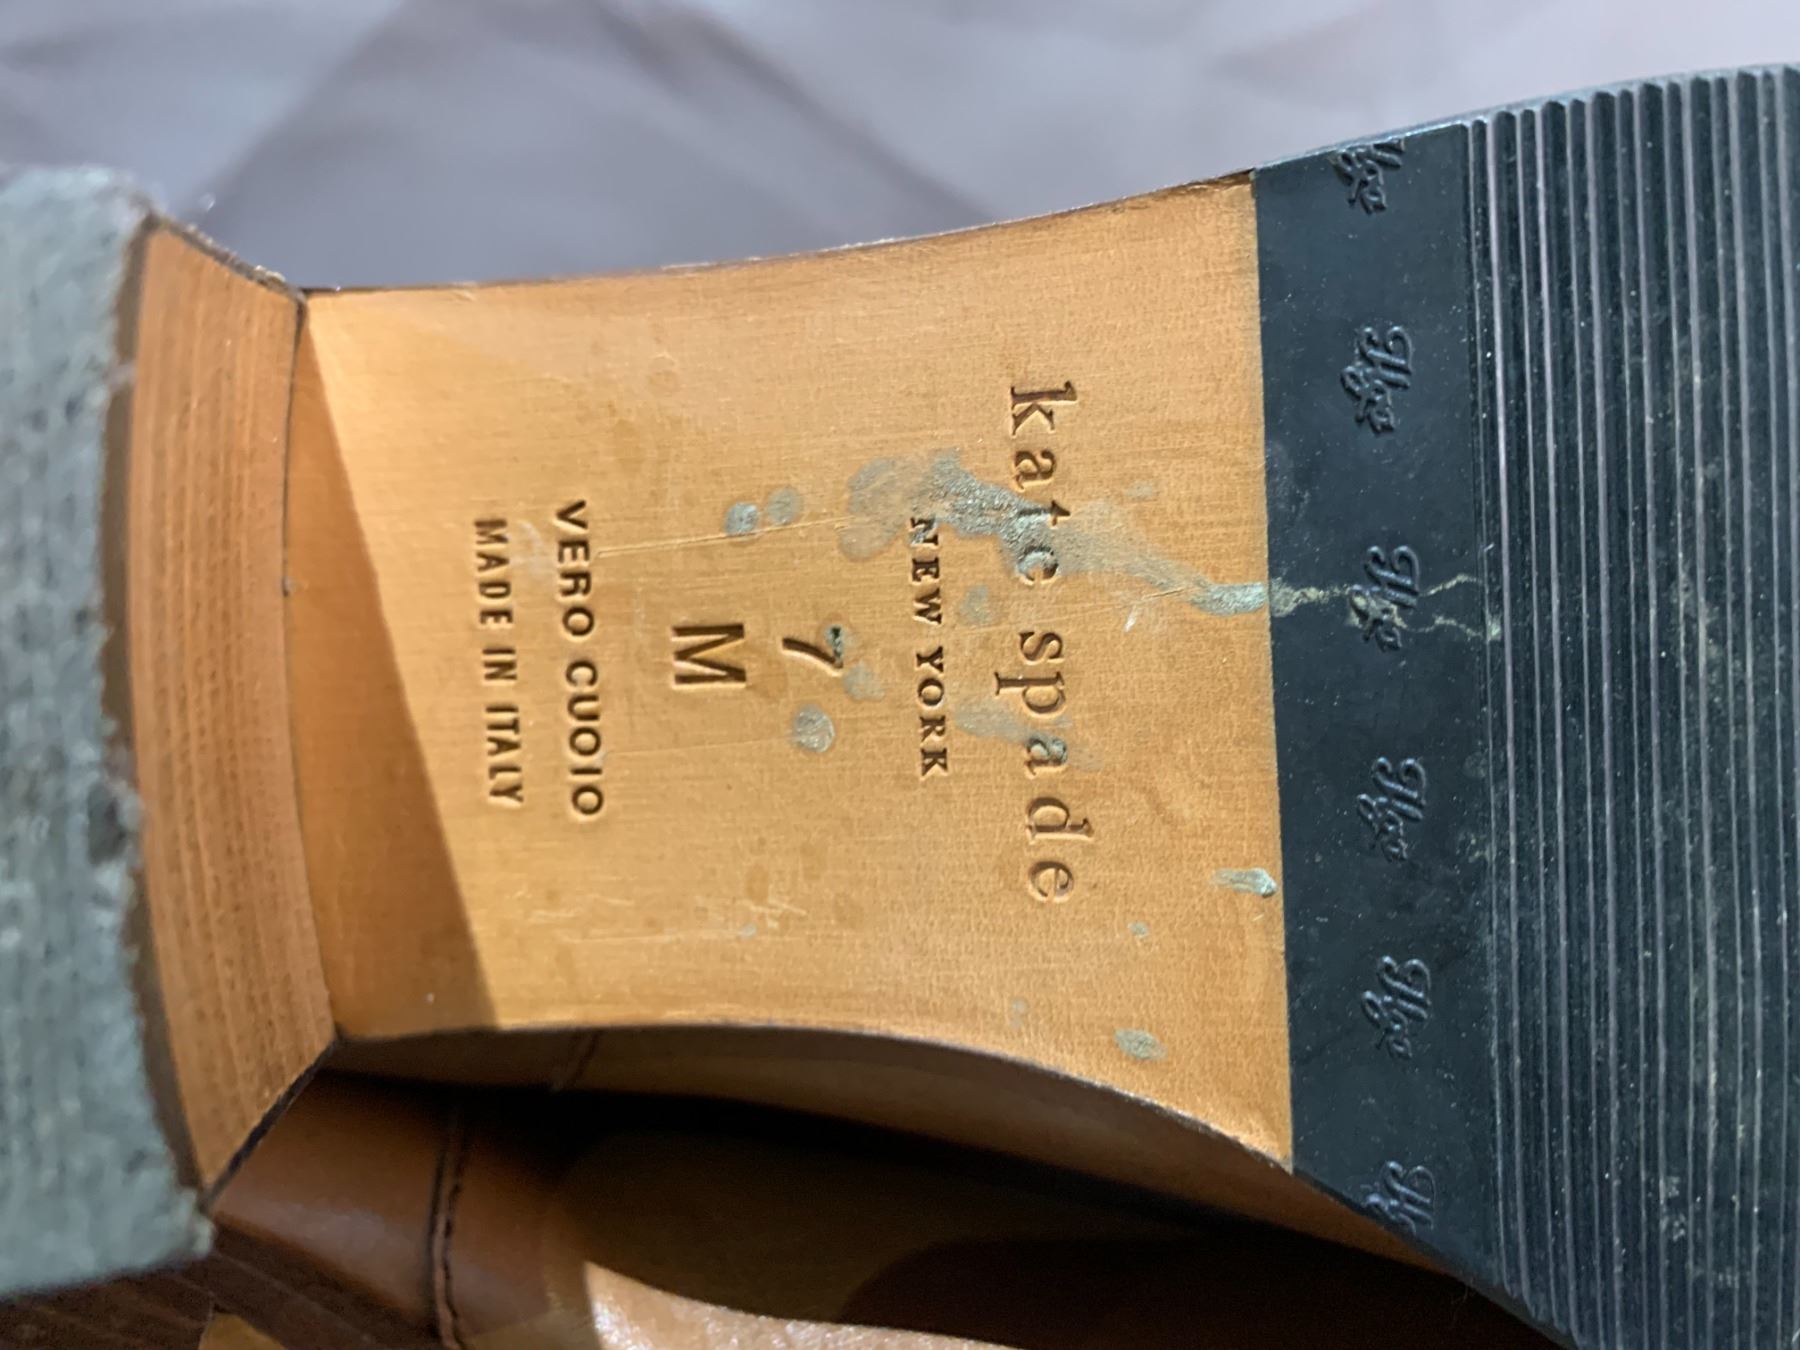 kate spade
NEW YORK
7
M
VERO CUOIO
MADE IN ITALY